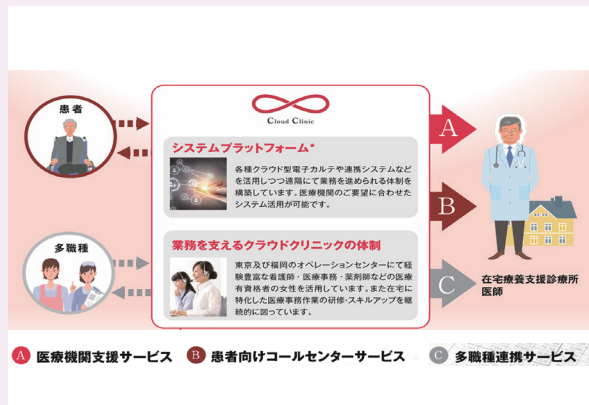 患者
多職種
Cloud Clinic
システムプラットフォーム*
各種クラウド型電子カルテや連携システムなど
を活用しつつ遠隔にて業務を進められる体制を
構築しています。医療機関のご要望に合わせた
システム活用が可能です。
業務を支えるクラウドクリニックの体制
東京及び福岡のオペレーションセンターにて経
験豊富な看護師・医療事務・薬剤師などの医療
有資格者の女性を活用しています。また在宅に
特化した医療事務作業の研修・スキルアップを継
続的に図っています。
A
B
C
在宅療養支援診療所
医師
A 医療機関支援サービス B 患者向けコールセンターサービス C 多職種連携サービス